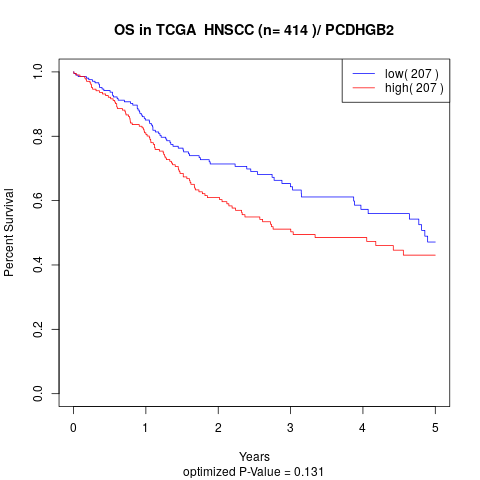 OS in TCGA  HNSCC (n= 414 )/ PCDHGB2
low( 207 )
high( 207 )
Percent Survival
1.0
0.8
0.6
0.4
0.2
0.0
0 1 2 3 4 5
Years
optimized P-Value = 0.131